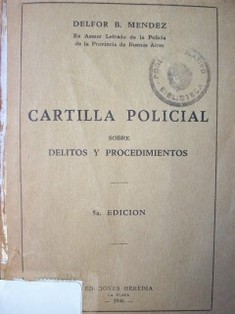 DELFOR B. MENDEZ
Ex Asesor Letrado de la Policía
de la Provincia de Buenos Aires
BIBLIOTECA
CARTILLA POLICIAL
SOBRE
DELITOS Y PROCEDIMIENTOS
5a. EDICION
EDICIONES HEREDIA
LA PLATA